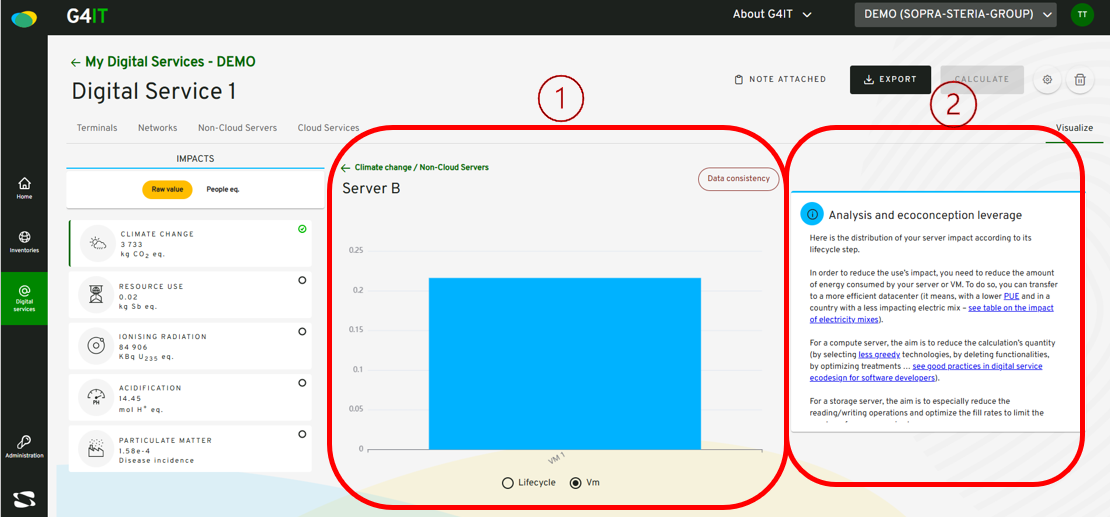 G4IT
About G4IT
DEMO (SOPRA-STERIA-GROUP)
TT
← My Digital Services - DEMO
Digital Service 1
NOTE ATTACHED
EXPORT
CALCULATE
1
2
Terminals
Networks
Non-Cloud Servers
Cloud Services
Visualize
Home
Inventories
Digital
services
Administration
IMPACTS
Raw value
People eq.
CLIMATE CHANGE
3 733
kg CO2 eq.
RESOURCE USE
0.02
kg Sb eq.
IONISING RADIATION
84 906
KBq U235 eq.
PH
ACIDIFICATION
14.45
mol H+ eq.
PARTICULATE MATTER
1.58e-4
Disease incidence
← Climate change / Non-Cloud Servers
Server B
Data consistency
0.25
0.2
0.15
0.1
0.05
0
VM 1
Lifecycle
Vm
Analysis and ecoconception leverage
Here is the distribution of your server impact according to its
lifecycle step.
In order to reduce the use's impact, you need to reduce the amount
of energy consumed by your server or VM. To do so, you can transfer
to a more efficient datacenter (it means, with a lower PUE and in a
country with a less impacting electric mix – see table on the impact
of electricity mixes).
For a compute server, the aim is to reduce the calculation's quantity
(by selecting less greedy technologies, by deleting functionalities,
by optimizing treatments ... see good practices in digital service
ecodesign for software developers).
For a storage server, the aim is to especially reduce the
reading/writing operations and optimize the fill rates to limit the